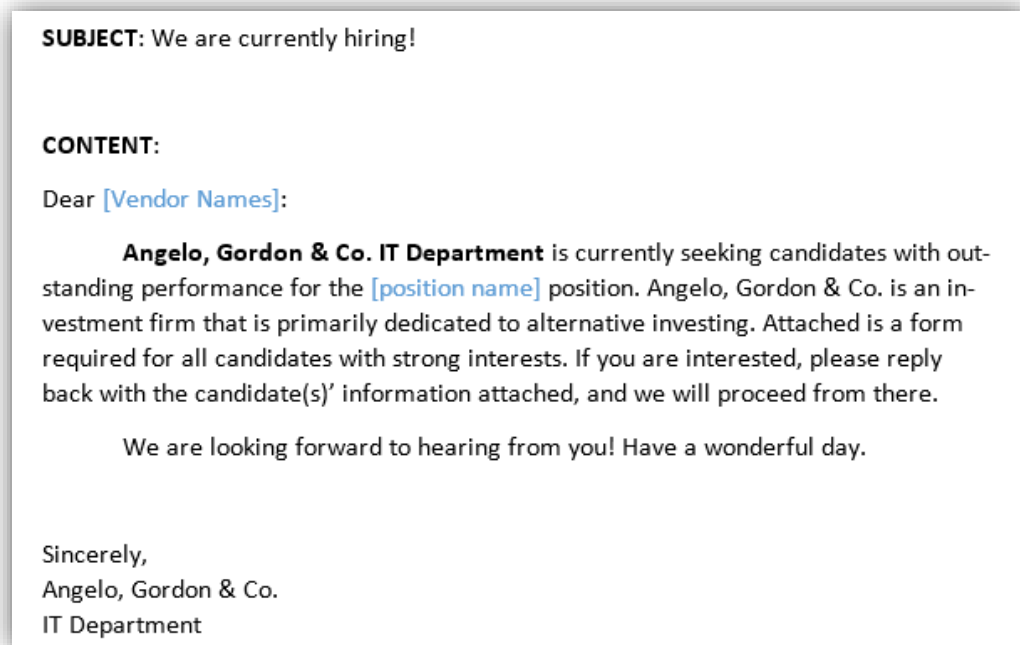 SUBJECT: We are currently hiring!
CONTENT:
Dear [Vendor Names]:
Angelo, Gordon & Co. IT Department is currently seeking candidates with out-
standing performance for the [position name] position. Angelo, Gordon & Co. is an in-
vestment firm that is primarily dedicated to alternative investing. Attached is a form
required for all candidates with strong interests. If you are interested, please reply
back with the candidate(s)’ information attached, and we will proceed from there.
We are looking forward to hearing from you! Have a wonderful day.
Sincerely,
Angelo, Gordon & Co.
IT Department